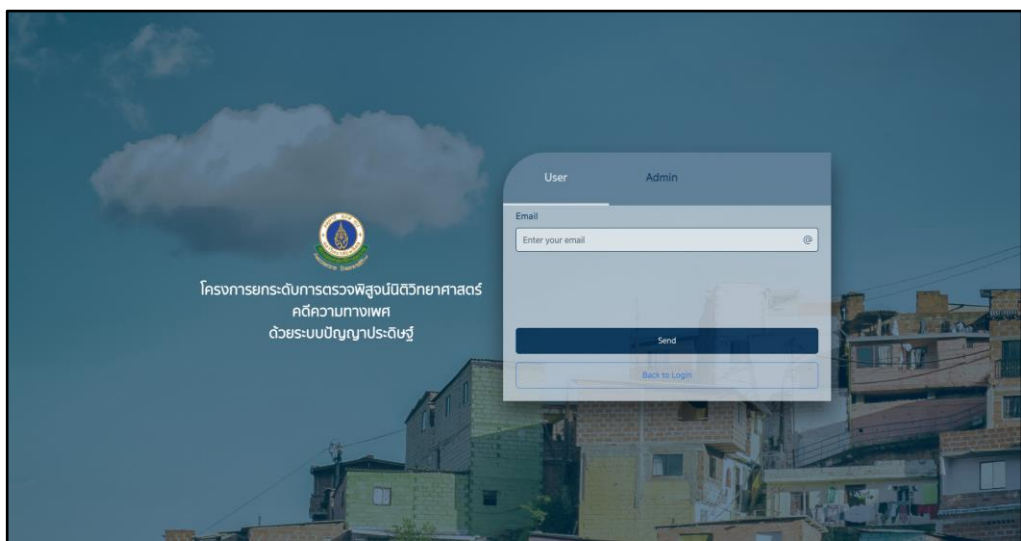 โครงการยกระดับการตรวจพิสูจน์นิติวิทยาศาสตร์
คดีความทางเพศ
ด้วยระบบปัญญาประดิษฐ์
User Admin
Email
Enter your email @
Send
Back to Login